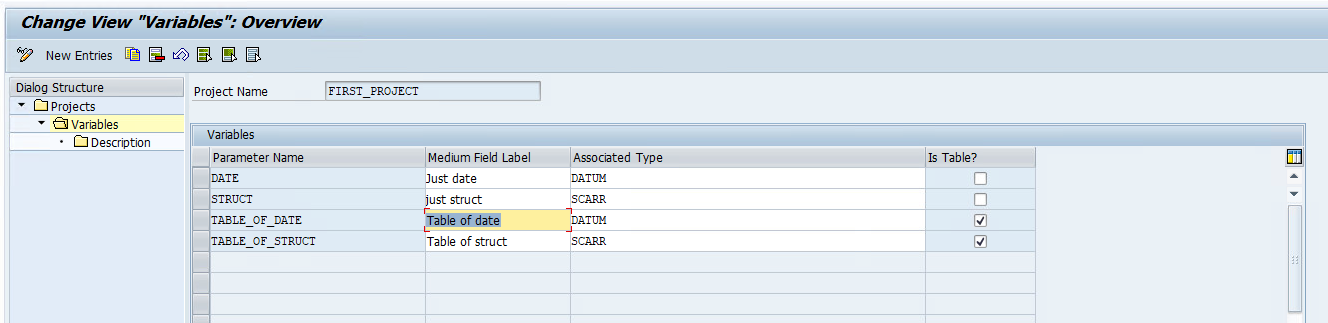 Change View "Variables": Overview
New Entries
Dialog Structure
Projects
Variables
Description
Project Name FIRST_PROJECT
Variables
Parameter Name Medium Field Label Associated Type Is Table?
DATE Just date DATUM
STRUCT just struct SCARR
TABLE_OF_DATE Table of date DATUM
TABLE_OF_STRUCT Table of struct SCARR